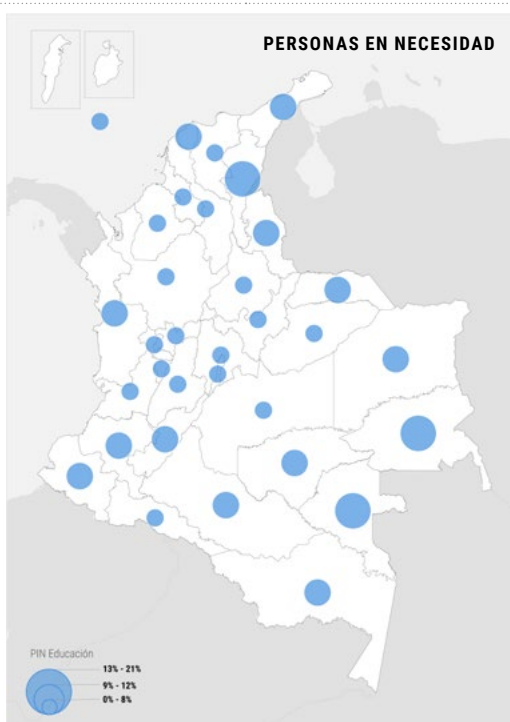 PERSONAS EN NECESIDAD
PIN Educación
13% - 21%
9% - 12%
0% - 8%